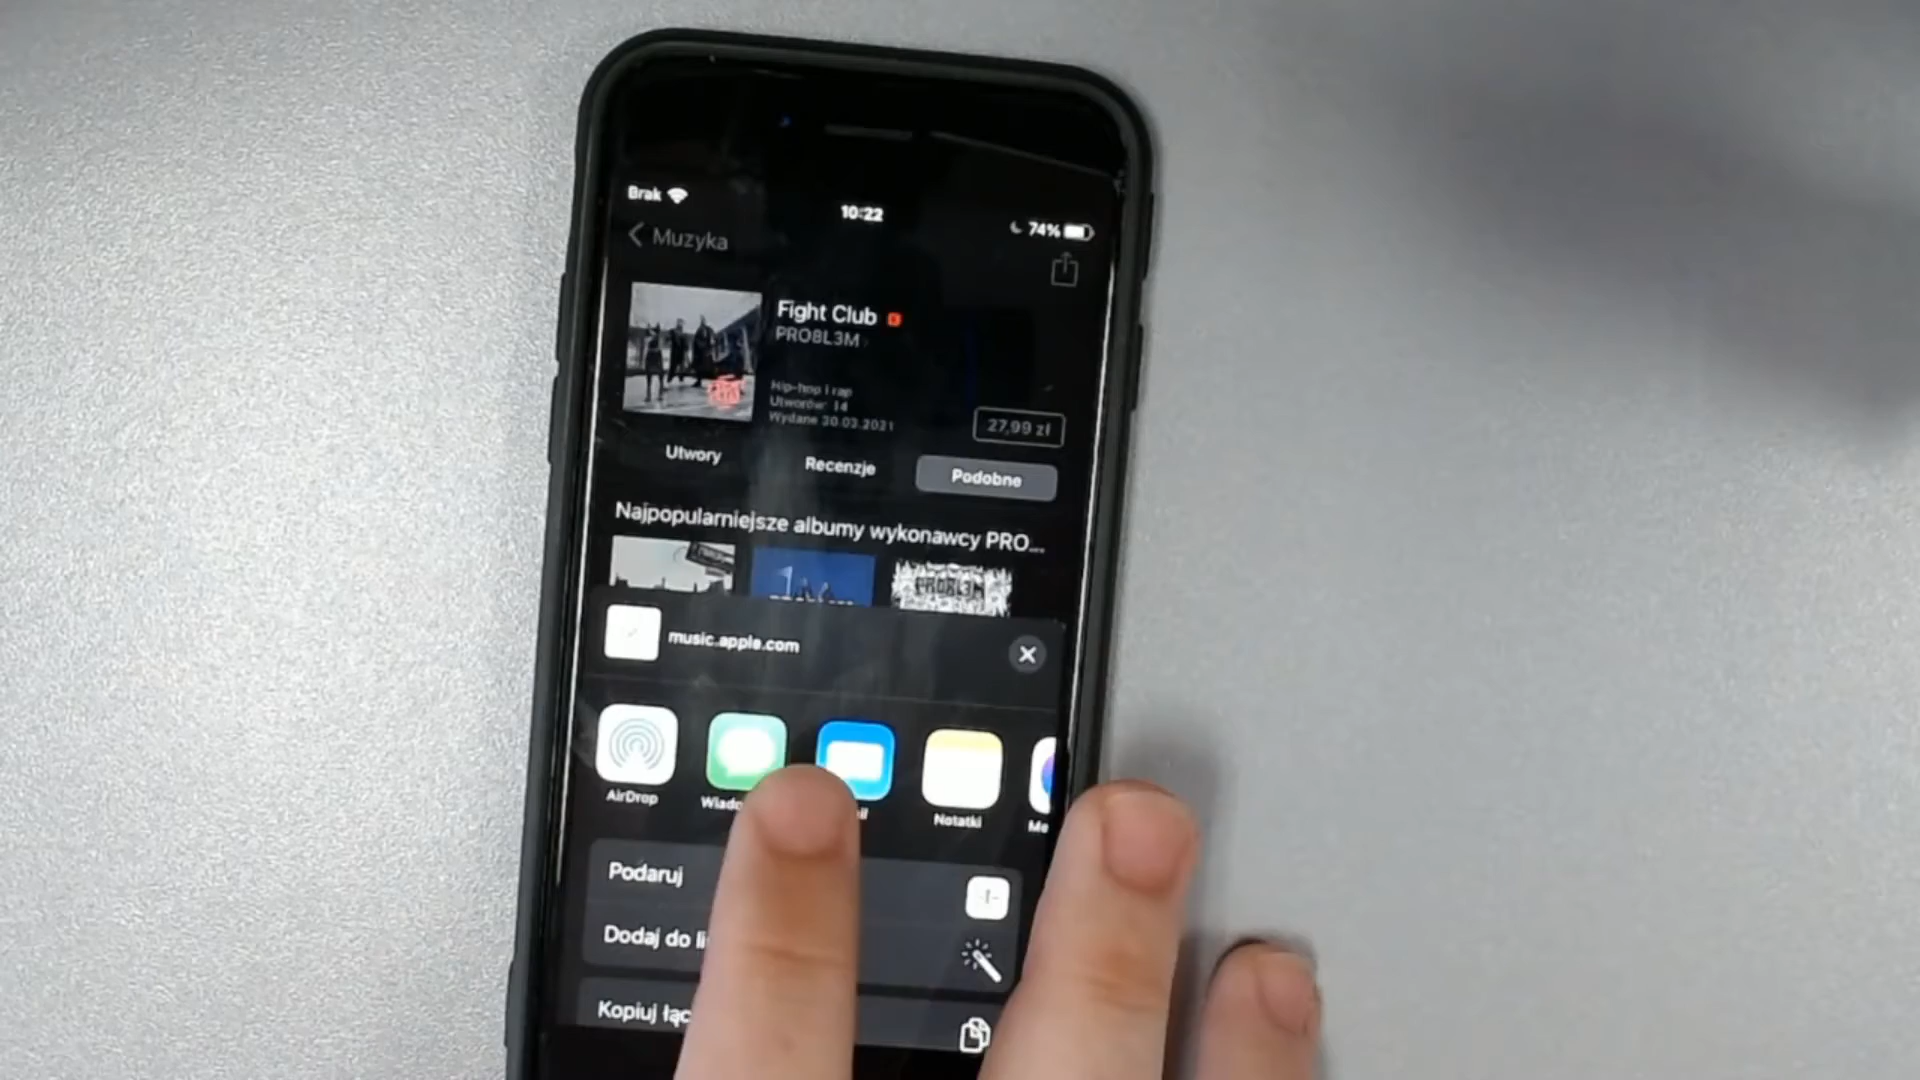 Brak
10:22
74%
Muzyka
Fight Club
PRO8L3M
Hip-hop i rap
Utworów: 14
Wydane 30.03.2021
27,99 zł
Utwory
Recenzje
Podobne
Najpopularniejsze albumy wykonawcy PRO...
PROBL3M
music.apple.com
AirDrop
Wiado
il
Notatki
Me
Podaruj
Dodaj do li
Kopiuj łąc